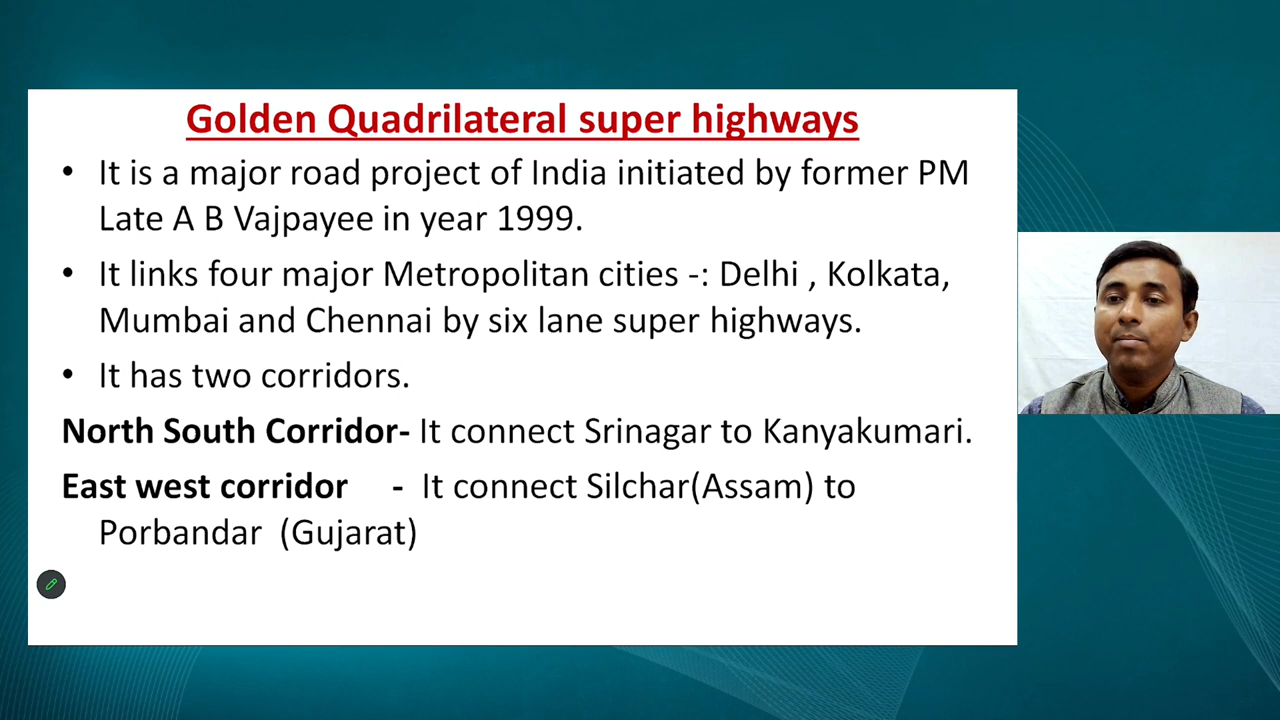 Golden Quadrilateral super highways
• It is a major road project of India initiated by former PM
Late A B Vajpayee in year 1999.
• It links four major Metropolitan cities -: Delhi , Kolkata,
Mumbai and Chennai by six lane super highways.
• It has two corridors.
North South Corridor- It connect Srinagar to Kanyakumari.
East west corridor - It connect Silchar(Assam) to
Porbandar (Gujarat)